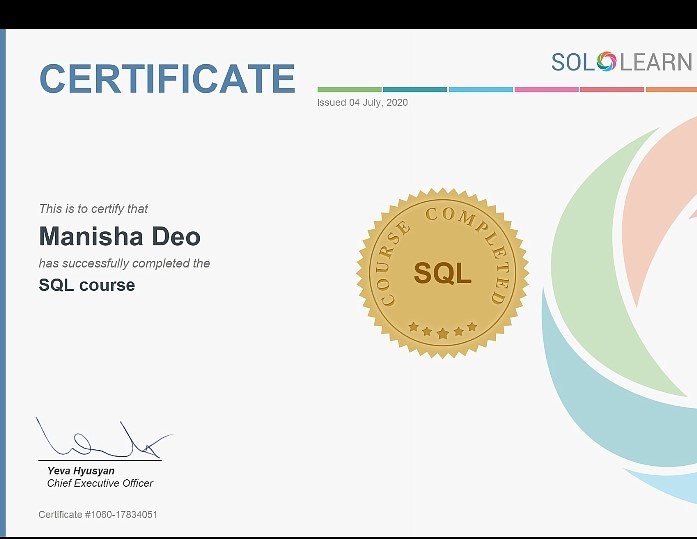 CERTIFICATE
SOLOLEARN
Issued 04 July, 2020
This is to certify that
Manisha Deo
has successfully completed the
SQL course
COURSE COMPLETED
SQL
Yeva Hyusyan
Chief Executive Officer
Certificate #1060-17834051